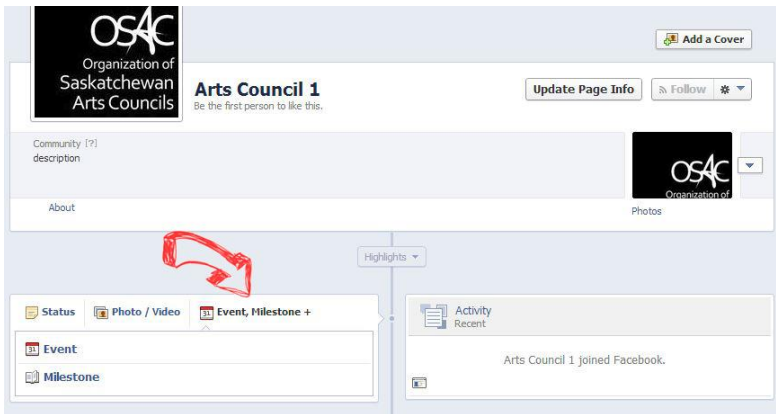 OSAC
Organization of
Saskatchewan
Arts Councils
Add a Cover
Arts Council 1
Be the first person to like this.
Update Page Info
Follow
Community [?]
description
OSAC
Organization of
About
Photos
Highlights
Status
Photo / Video
31
Event, Milestone +
31
Event
Milestone
Activity
Recent
Arts Council 1 joined Facebook.